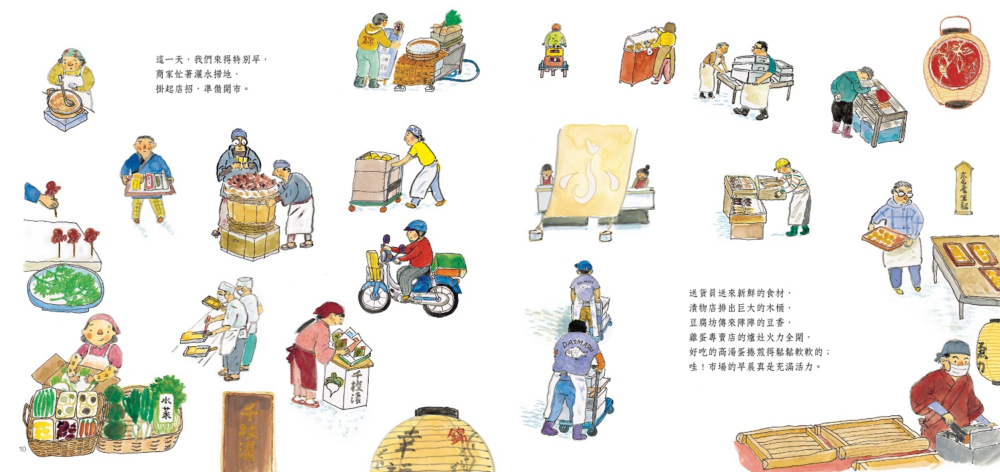 這一天，我們來得特別早，
商家忙著灑水掃地，
掛起店招，準備開市。
錦
水菜
千枚漬
千枚漬
錦
幸
DAIMARU
DAIMARU
送貨員送來新鮮的食材，
漬物店排出巨大的木桶，
豆腐坊傳來陣陣的豆香，
雞蛋專賣店的爐灶火力全開，
好吃的高湯蛋捲煎得鬆鬆軟軟的；
哇！市場的早晨真是充滿活力。
魚力
10